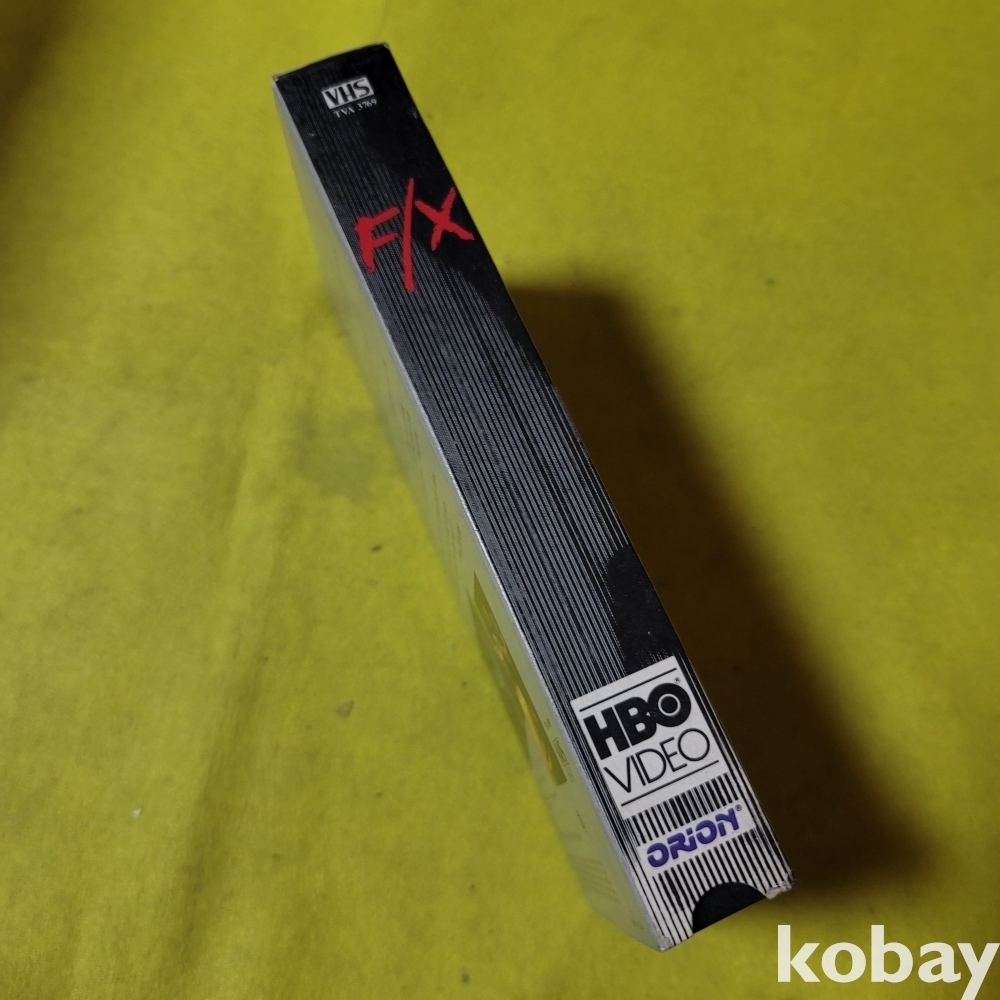 VHS
TVA 3769
F/X
HBO®
VIDEO
ORION®
kobay